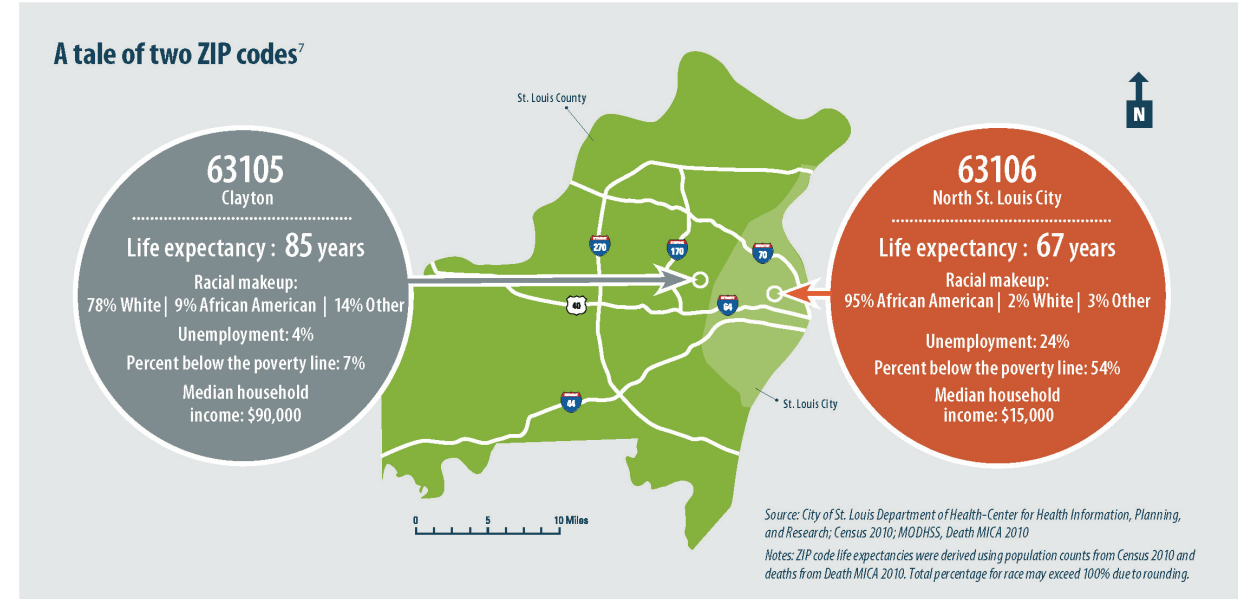 A tale of two ZIP codes7
St. Louis County
N
63105
Clayton
Life expectancy : 85 years
Racial makeup:
78% White | 9% African American | 14% Other
Unemployment: 4%
Percent below the poverty line: 7%
Median household
income: $90,000
270
170
70
40
64
44
St. Louis City
63106
North St. Louis City
Life expectancy : 67 years
Racial makeup:
95% African American | 2% White | 3% Other
Unemployment: 24%
Percent below the poverty line: 54%
Median household
income: $15,000
0 5 10 Miles
Source: City of St. Louis Department of Health-Center for Health Information, Planning,
and Research; Census 2010; MODHSS, Death MICA 2010
Notes: ZIP code life expectancies were derived using population counts from Census 2010 and
deaths from Death MICA 2010. Total percentage for race may exceed 100% due to rounding.